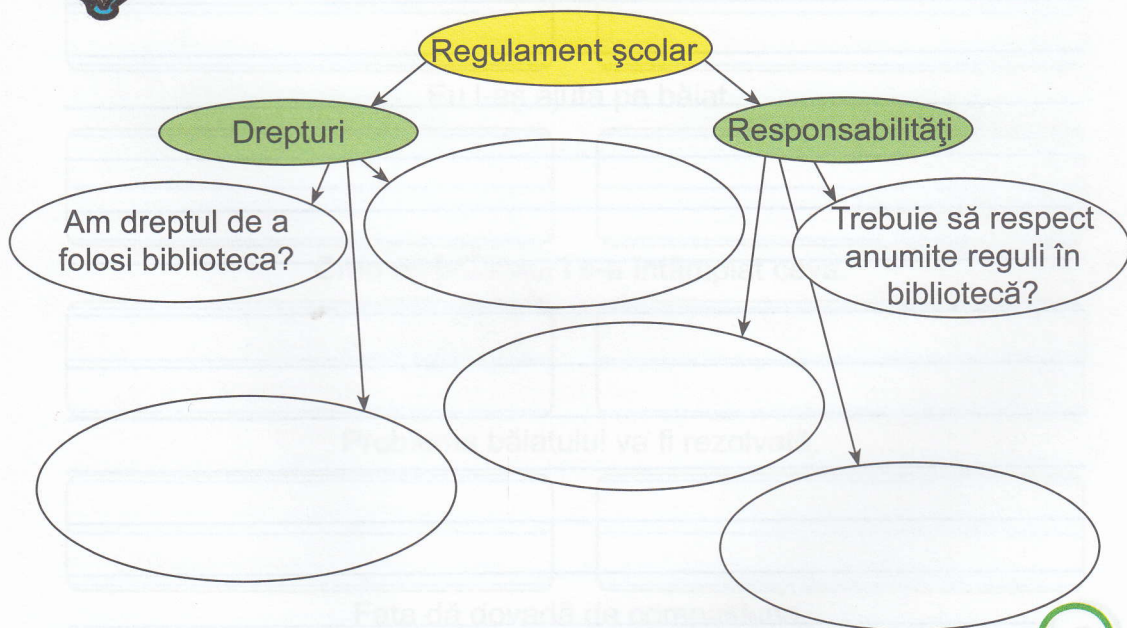 Regulament şcolar
Drepturi
Responsabilităţi
Am dreptul de a
folosi biblioteca?
Trebuie să respect
anumite reguli în
bibliotecă?